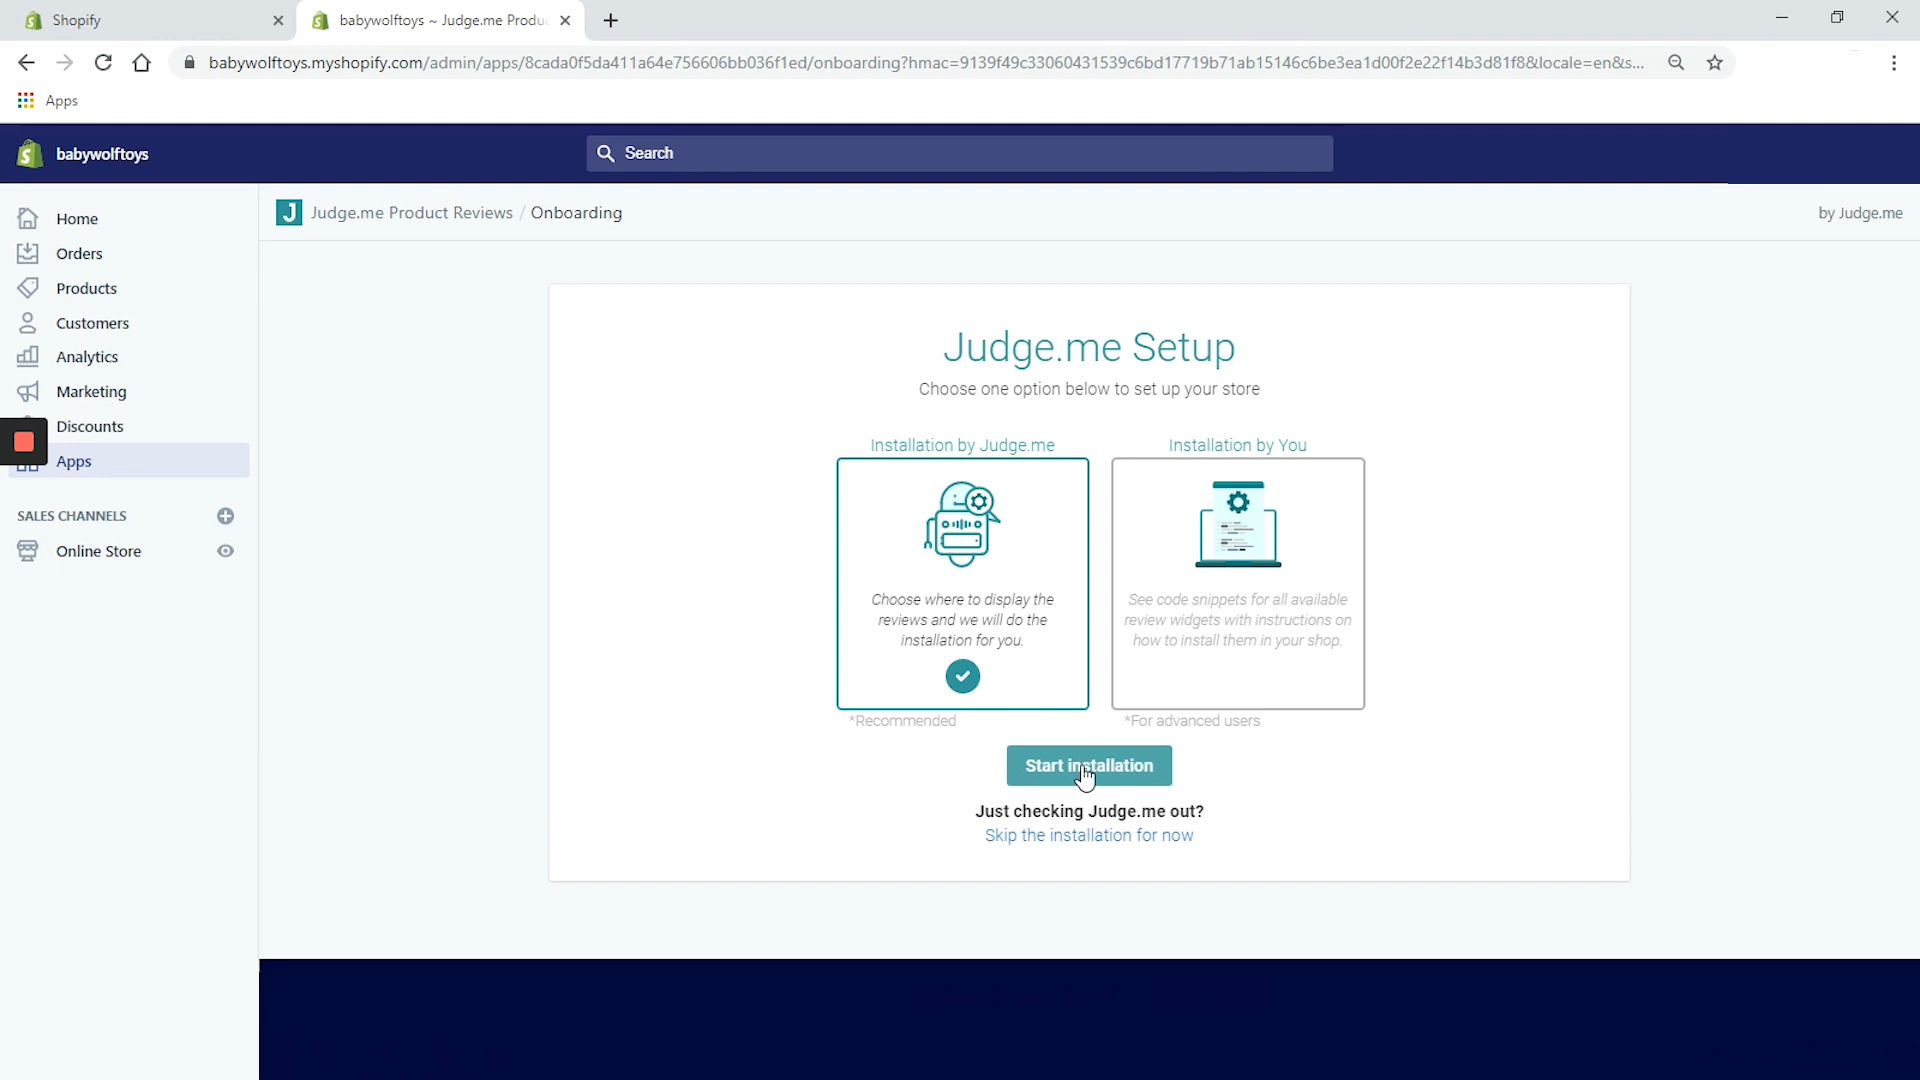 Shopify
babywolftoys ~ Judge.me Produc
babywolftoys.myshopify.com/admin/apps/8cada0f5da411a64e756606bb036f1ed/onboarding?hmac=9139f49c33060431539c6bd17719b71ab15146c6be3ea1d00f2e22f14b3d81f8&locale=en&s...
Apps
babywolftoys
Search
Home
Orders
Products
Customers
Analytics
Marketing
Discounts
Apps
SALES CHANNELS
Online Store
J Judge.me Product Reviews / Onboarding
by Judge.me
Judge.me Setup
Choose one option below to set up your store
Installation by Judge.me
Choose where to display the
reviews and we will do the
installation for you.
*Recommended
Installation by You
See code snippets for all available
review widgets with instructions on
how to install them in your shop.
*For advanced users
Start installation
Just checking Judge.me out?
Skip the installation for now